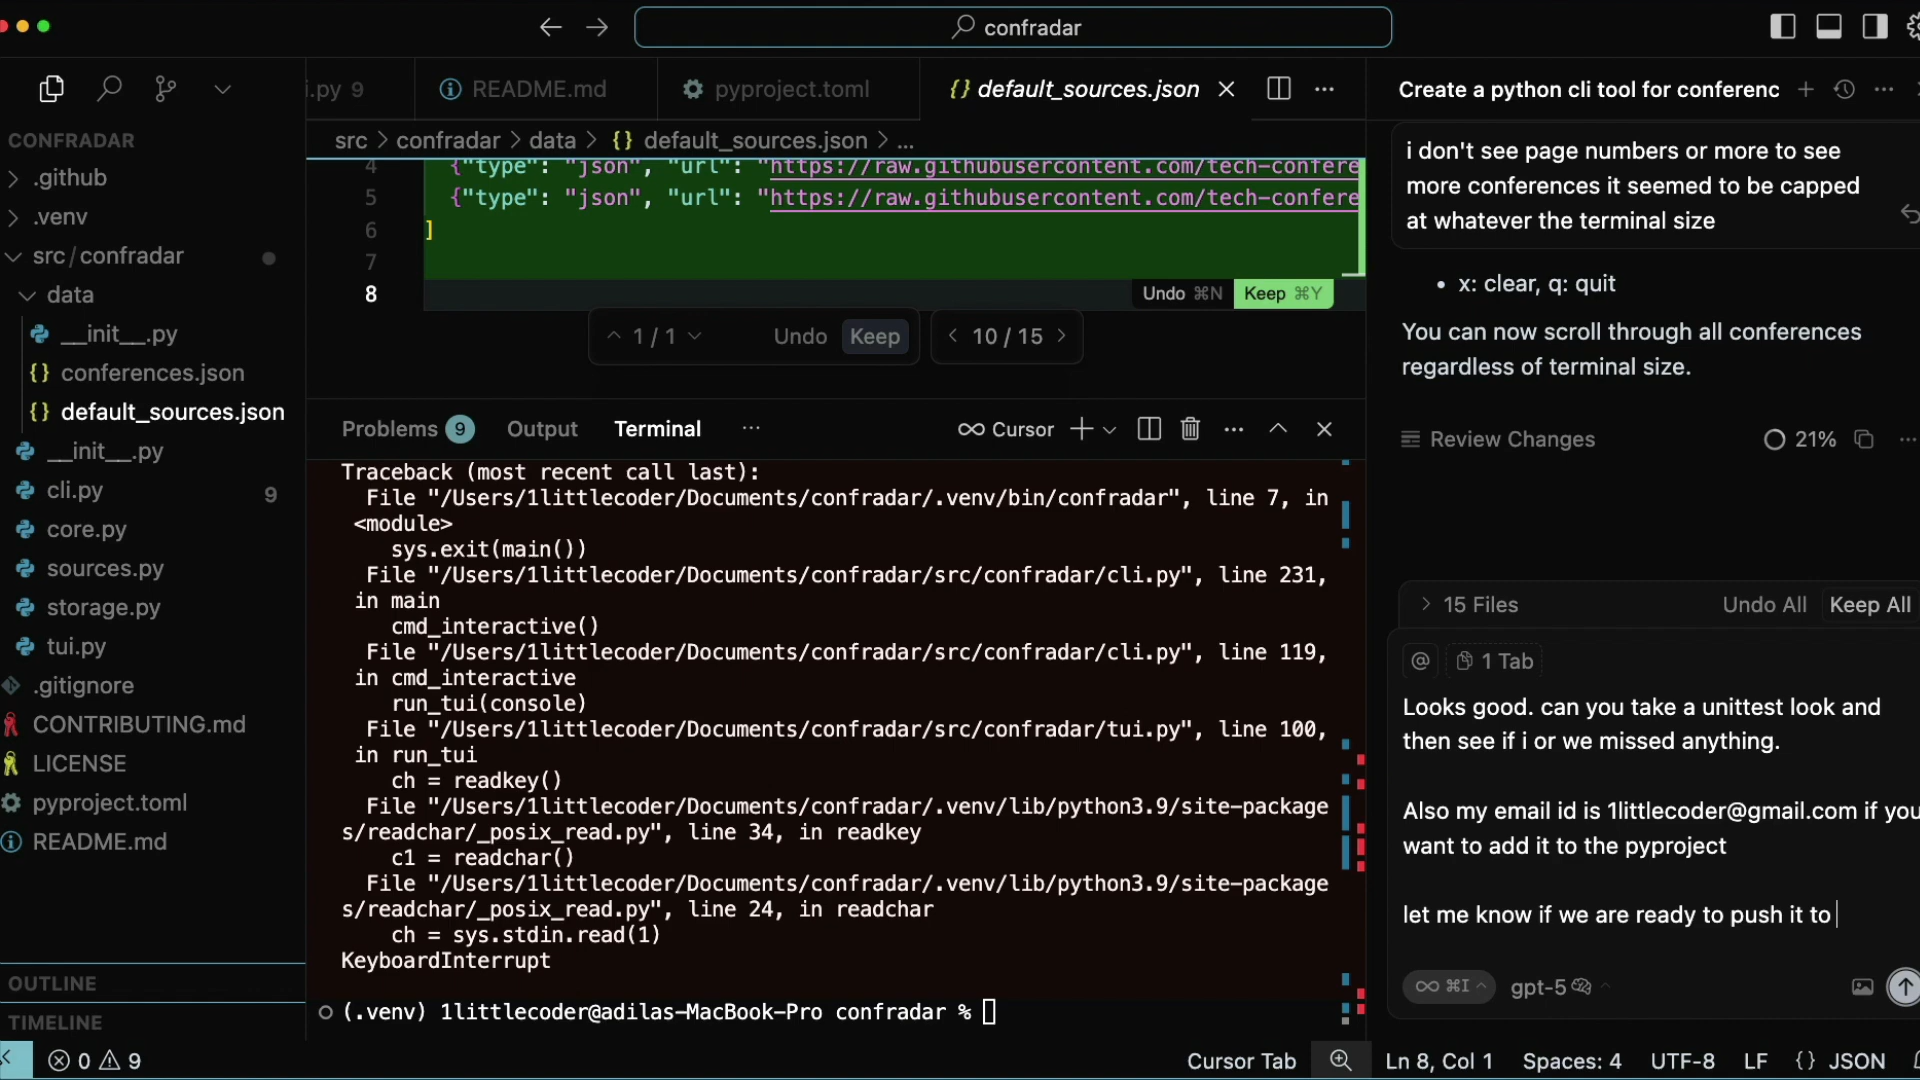 confradar
i.py 9
README.md
pyproject.toml
{} default_sources.json
Create a python cli tool for conferenc
CONFRADAR
.github
.venv
src/confradar
data
__init__.py
{} conferences.json
{} default_sources.json
__init__.py
cli.py 9
core.py
sources.py
storage.py
tui.py
.gitignore
CONTRIBUTING.md
LICENSE
pyproject.toml
README.md
OUTLINE
TIMELINE
src > confradar > data > {} default_sources.json > ...
4 {"type": "json", "url": "https://raw.githubusercontent.com/tech-confere
5 {"type": "json", "url": "https://raw.githubusercontent.com/tech-confere
6 ]
7
8
Undo ⌘N Keep ⌘Y
1 / 1 Undo Keep
10 / 15
Problems 9 Output Terminal ...
Cursor
Traceback (most recent call last):
File "/Users/1littlecoder/Documents/confradar/.venv/bin/confradar", line 7, in
<module>
sys.exit(main())
File "/Users/1littlecoder/Documents/confradar/src/confradar/cli.py", line 231,
in main
cmd_interactive()
File "/Users/1littlecoder/Documents/confradar/src/confradar/cli.py", line 119,
in cmd_interactive
run_tui(console)
File "/Users/1littlecoder/Documents/confradar/src/confradar/tui.py", line 100,
in run_tui
ch = readkey()
File "/Users/1littlecoder/Documents/confradar/.venv/lib/python3.9/site-package
s/readchar/_posix_read.py", line 34, in readkey
c1 = readchar()
File "/Users/1littlecoder/Documents/confradar/.venv/lib/python3.9/site-package
s/readchar/_posix_read.py", line 24, in readchar
ch = sys.stdin.read(1)
KeyboardInterrupt
(.venv) 1littlecoder@adilas-MacBook-Pro confradar %
i don't see page numbers or more to see
more conferences it seemed to be capped
at whatever the terminal size
• x: clear, q: quit
You can now scroll through all conferences
regardless of terminal size.
Review Changes
21%
15 Files Undo All Keep All
@ 1 Tab
Looks good. can you take a unittest look and
then see if i or we missed anything.
Also my email id is 1littlecoder@gmail.com if you
want to add it to the pyproject
let me know if we are ready to push it to
∞ ⌘I gpt-5
0 9
Cursor Tab
Ln 8, Col 1
Spaces: 4
UTF-8
LF
{} JSON